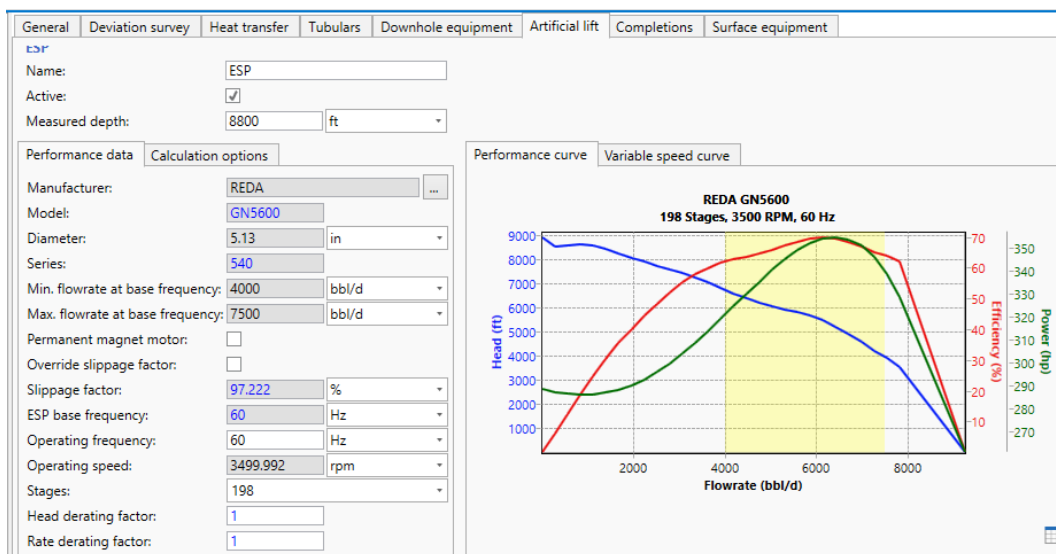 General Deviation survey Heat transfer Tubulars Downhole equipment Artificial lift Completions Surface equipment
ESP
Name: ESP
Active:
Measured depth: 8800 ft
Performance data Calculation options
Manufacturer: REDA ...
Model: GN5600
Diameter: 5.13 in
Series: 540
Min. flowrate at base frequency: 4000 bbl/d
Max. flowrate at base frequency: 7500 bbl/d
Permanent magnet motor:
Override slippage factor:
Slippage factor: 97.222 %
ESP base frequency: 60 Hz
Operating frequency: 60 Hz
Operating speed: 3499.992 rpm
Stages: 198
Head derating factor: 1
Rate derating factor: 1
Performance curve Variable speed curve
REDA GN5600
198 Stages, 3500 RPM, 60 Hz
Head (ft)
9000
8000
7000
6000
5000
4000
3000
2000
1000
2000 4000 6000 8000
Flowrate (bbl/d)
70
60
50
40
30
20
10
Efficiency (%)
350
340
330
320
310
300
290
280
270
Power (hp)